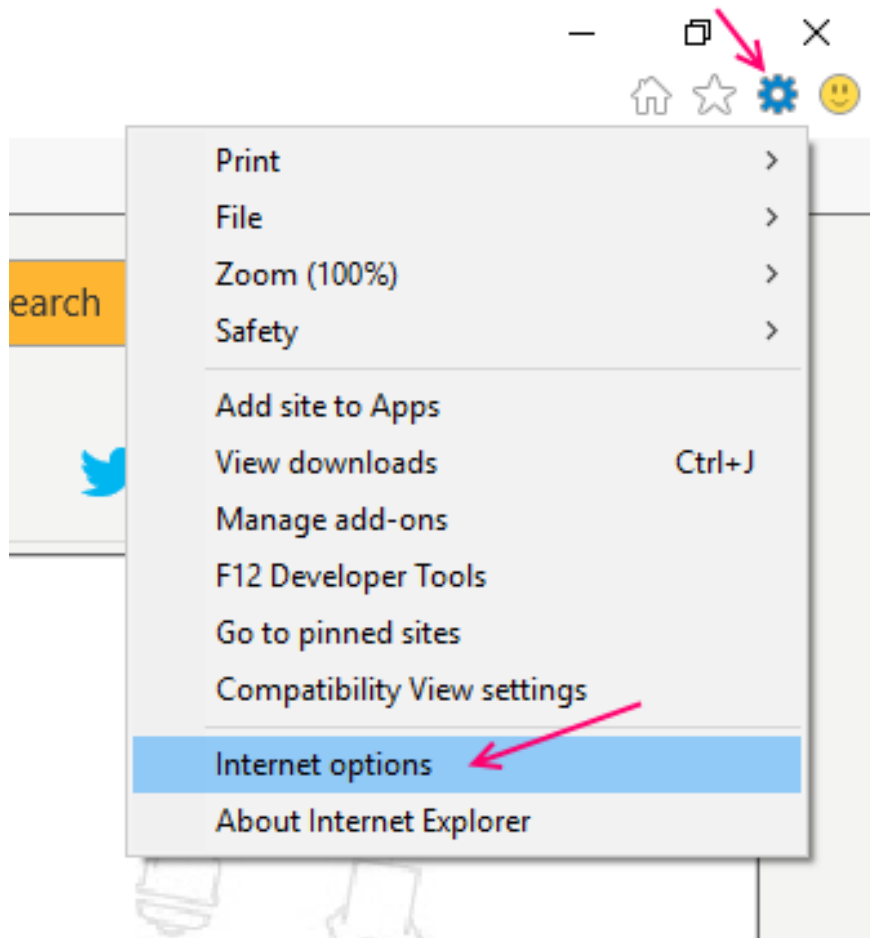 Print
File
Zoom (100%)
earch
Safety
Add site to Apps
View downloads Ctrl+J
Manage add-ons
F12 Developer Tools
Go to pinned sites
Compatibility View settings
Internet options
About Internet Explorer